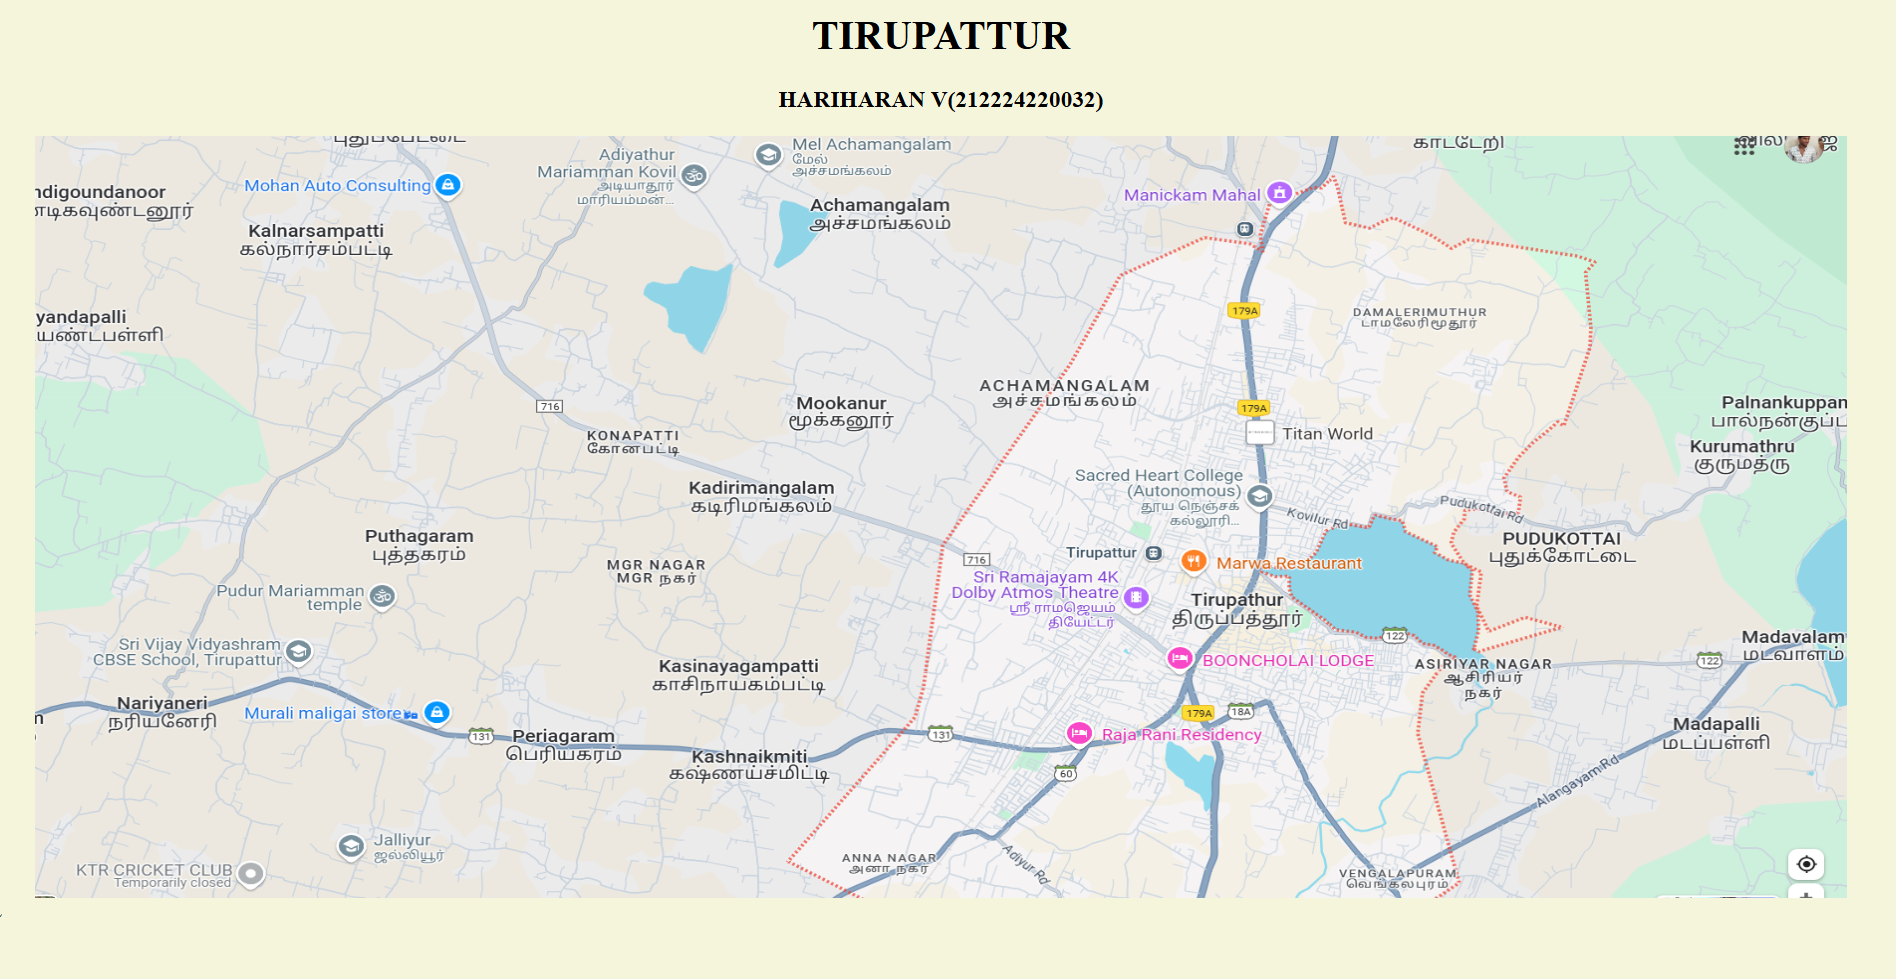 TIRUPATTUR
HARIHARAN V(212224220032)
Mel Achamangalam
மேல்
அச்சமங்கலம்
Adiyathur
Mariamman Kovil
அடியாதூர்
மாரியம்மன்...
காட்டேறி
Mohan Auto Consulting
ndigoundanoor
Manickam Mahal
Achamangalam
அச்சமங்கலம்
Kalnarsampatti
கல்நார்சம்பட்டி
yandapalli
யண்டபள்ளி
179A
DAMALERIMUTHUR
டாமலேரிமூதூர்
ACHAMANGALAM
அச்சமங்கலம்
Mookanur
மூக்கனூர்
716
179A
Palnankuppan
பால்நன்குப்ப
Titan World
KONAPATTI
கோனபட்டி
Kurumathru
குருமத்ரு
Sacred Heart College
(Autonomous)
தூய நெஞ்சக்
கல்லூரி...
Kadirimangalam
கடிரிமங்கலம்
Kovilur Rd
Pudukottai Rd
Puthagaram
புத்தகரம்
PUDUKOTTAI
புதுக்கோட்டை
716
Tirupattur
Marwa Restaurant
MGR NAGAR
MGR நகர்
Sri Ramajayam 4K
Dolby Atmos Theatre
ஸ்ரீ ராமஜெயம்
தியேட்டர்
Pudur Mariamman
temple
Tirupathur
திருப்பத்தூர்
122
Sri Vijay Vidyashram
CBSE School, Tirupattur
Madavalam
மடவாளம்
BOONCHOLAI LODGE
122
Kasinayagampatti
காசிநாயகம்பட்டி
ASIRIYAR NAGAR
ஆசிரியர்
நகர்
Nariyaneri
நரியனேரி
Murali maligai store
179A
18A
131
131
Periagaram
பெரியகரம்
Raja Rani Residency
Madapalli
மடப்பள்ளி
Kashnaikmiti
கஷ்ணய்ச்மிட்டி
60
Alangayam Rd
Jalliyur
ஜல்லியூர்
Adiyur Rd
ANNA NAGAR
அனா நகர்
KTR CRICKET CLUB
Temporarily closed
VENGALAPURAM
வெங்கலபுரம்